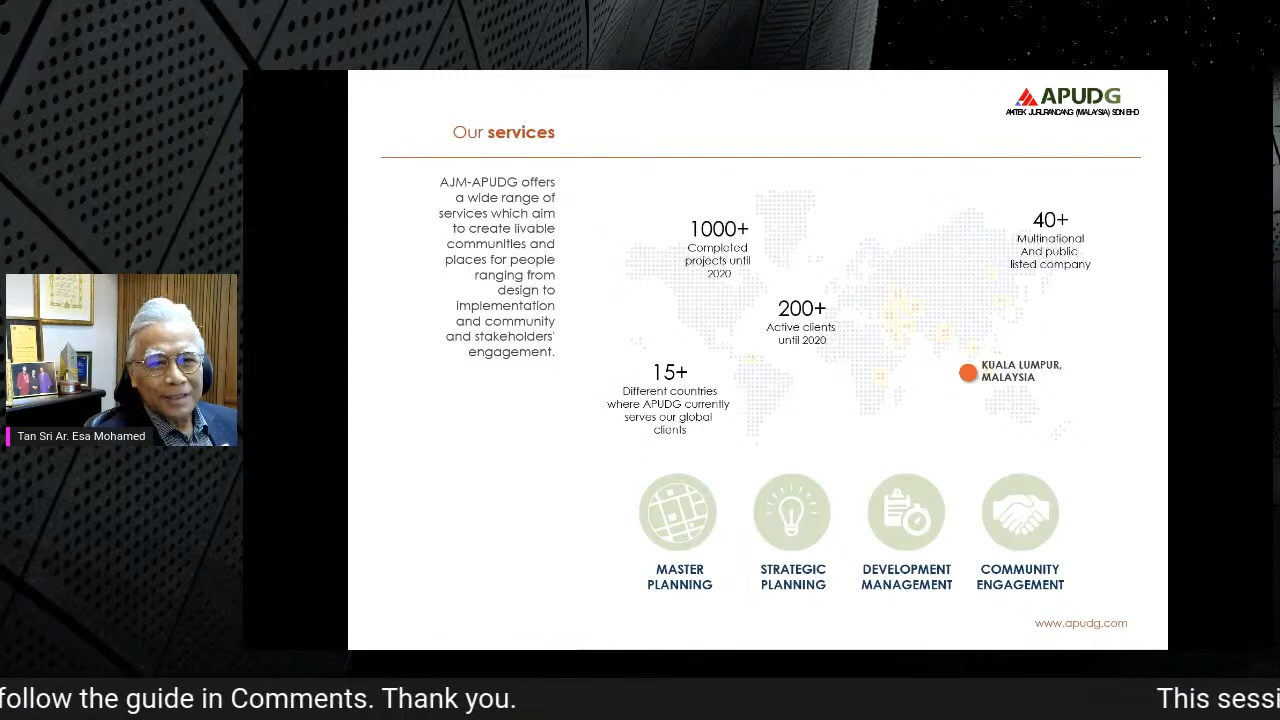 APUDG
AKITEK JURURANCANG (MALAYSIA) SDN BHD
Our services
AJM-APUDG offers
a wide range of
services which aim
to create livable
communities and
places for people
ranging from
design to
implementation
and community
and stakeholders'
engagement.
1000+
Completed
projects until
2020
40+
Multinational
And public
listed company
200+
Active clients
until 2020
15+
Different countries
where APUDG currently
serves our global
clients
KUALA LUMPUR,
MALAYSIA
MASTER
PLANNING
STRATEGIC
PLANNING
DEVELOPMENT
MANAGEMENT
COMMUNITY
ENGAGEMENT
www.apudg.com
Tan Sri Ar. Esa Mohamed
follow the guide in Comments. Thank you.
This sessi